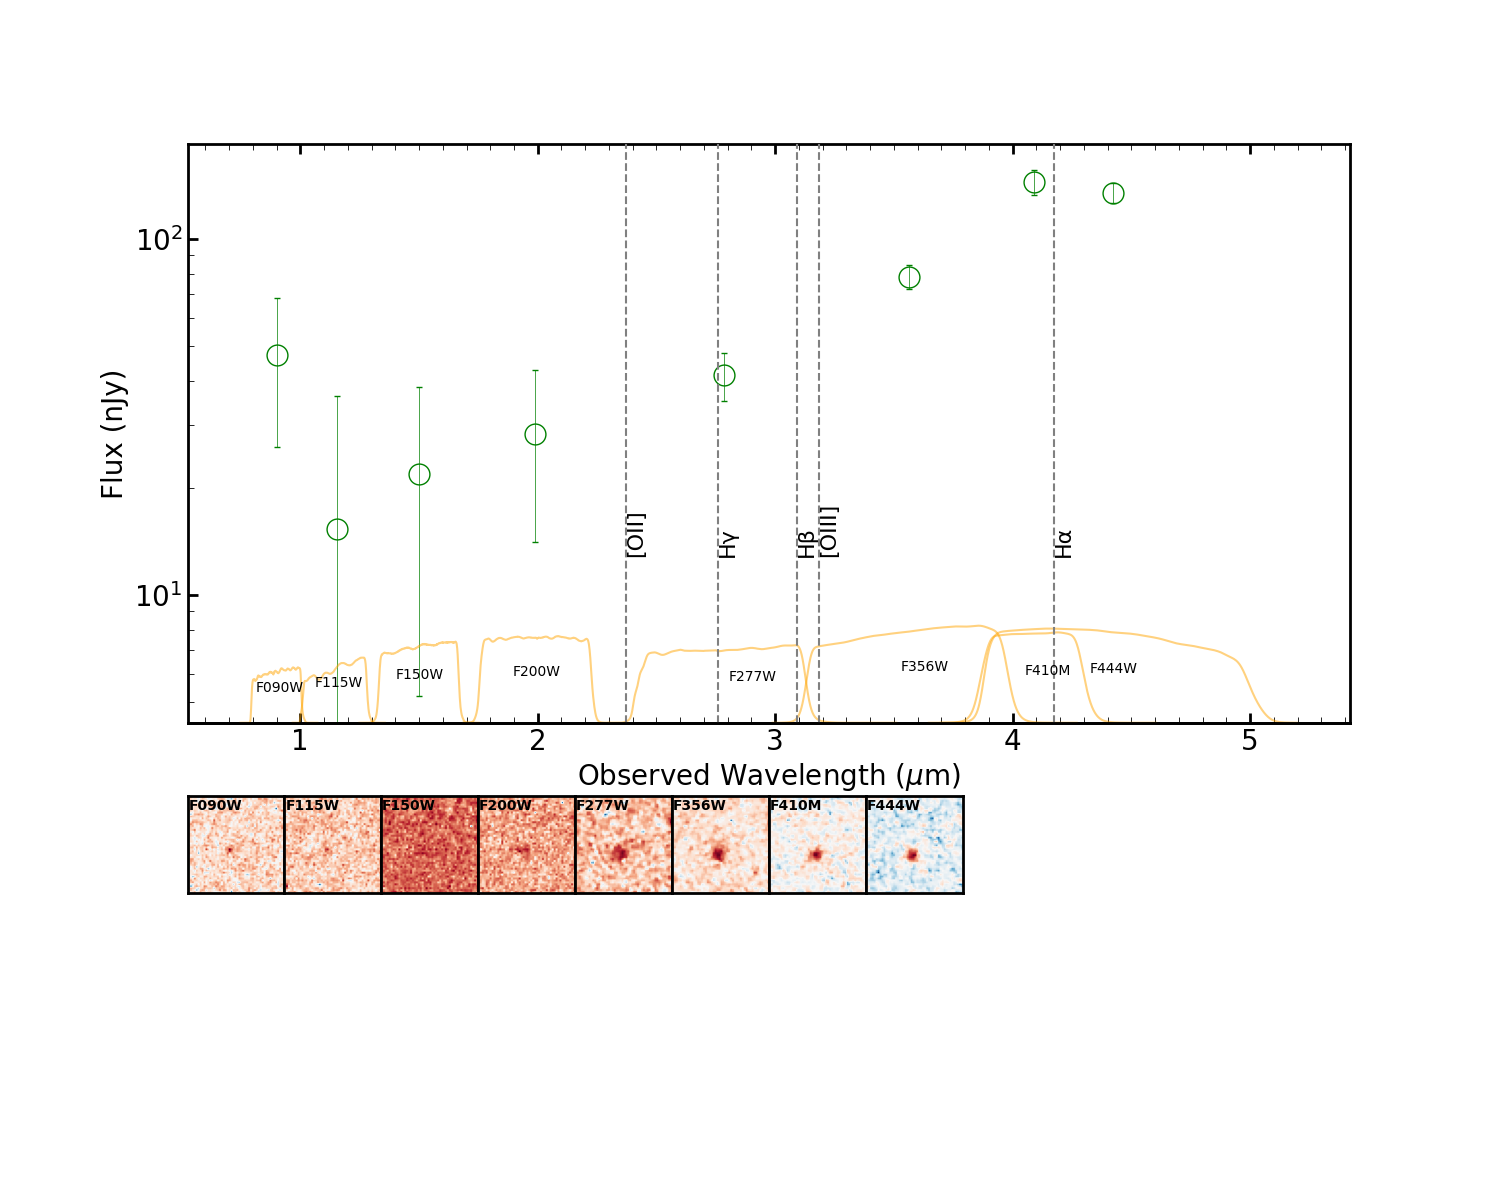 10²
10¹
Flux (nJy)
[OII]
Hγ
Hβ
[OIII]
Hα
F090W
F115W
F150W
F200W
F277W
F356W
F410M
F444W
1 2 3 4 5
Observed Wavelength (μm)
F090W F115W F150W F200W F277W F356W F410M F444W